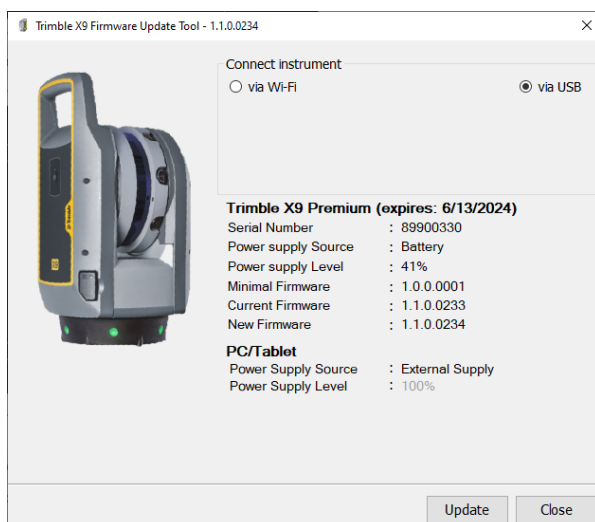 Trimble X9 Firmware Update Tool - 1.1.0.0234
Connect instrument
via Wi-Fi
via USB
Trimble X9 Premium (expires: 6/13/2024)
Serial Number : 89900330
Power supply Source : Battery
Power supply Level : 41%
Minimal Firmware : 1.0.0.0001
Current Firmware : 1.1.0.0233
New Firmware : 1.1.0.0234
PC/Tablet
Power Supply Source : External Supply
Power Supply Level : 100%
Update Close